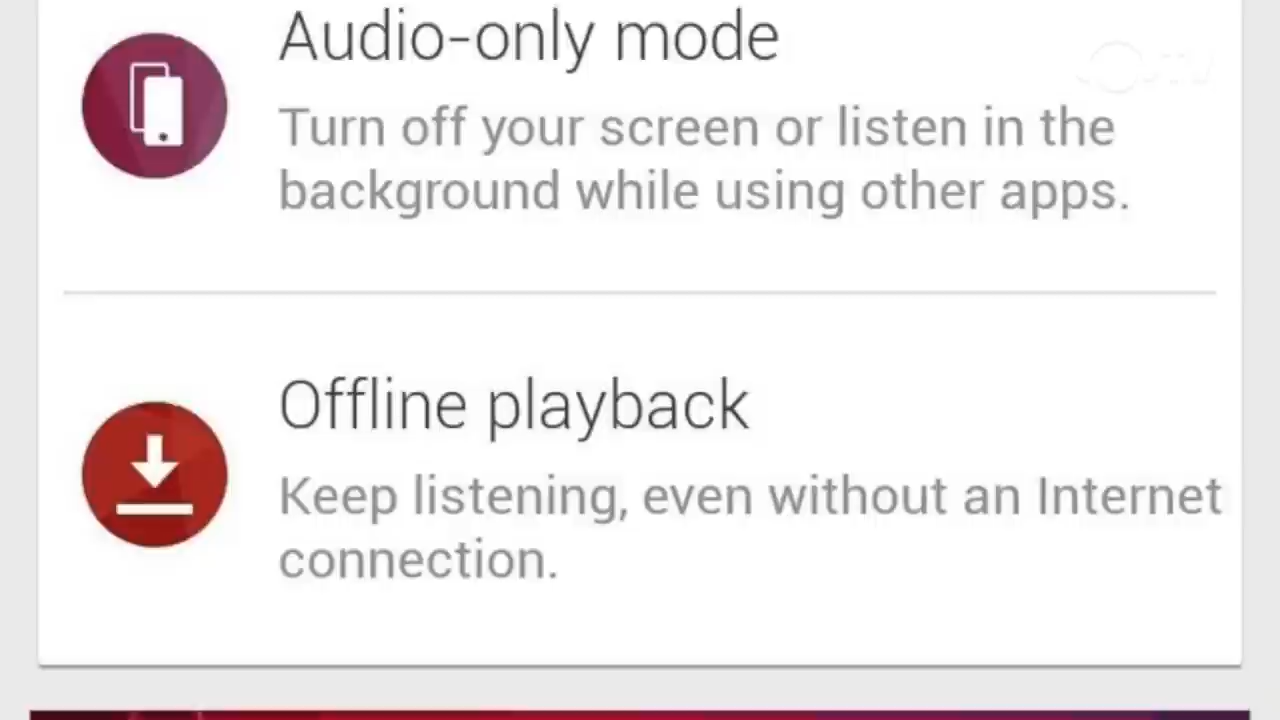 Audio-only mode
Turn off your screen or listen in the
background while using other apps.
Offline playback
Keep listening, even without an Internet
connection.